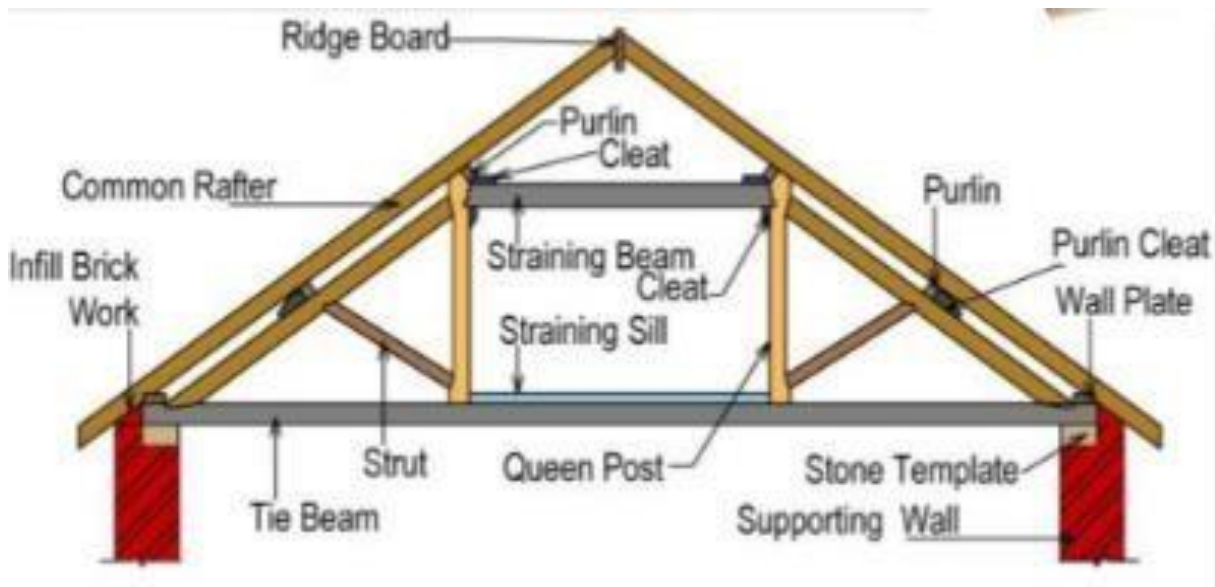 Ridge Board
Purlin
Cleat
Common Rafter
Purlin
Infill Brick
Work
Straining Beam
Cleat
Purlin Cleat
Wall Plate
Straining Sill
Strut
Queen Post
Stone Template
Tie Beam
Supporting Wall